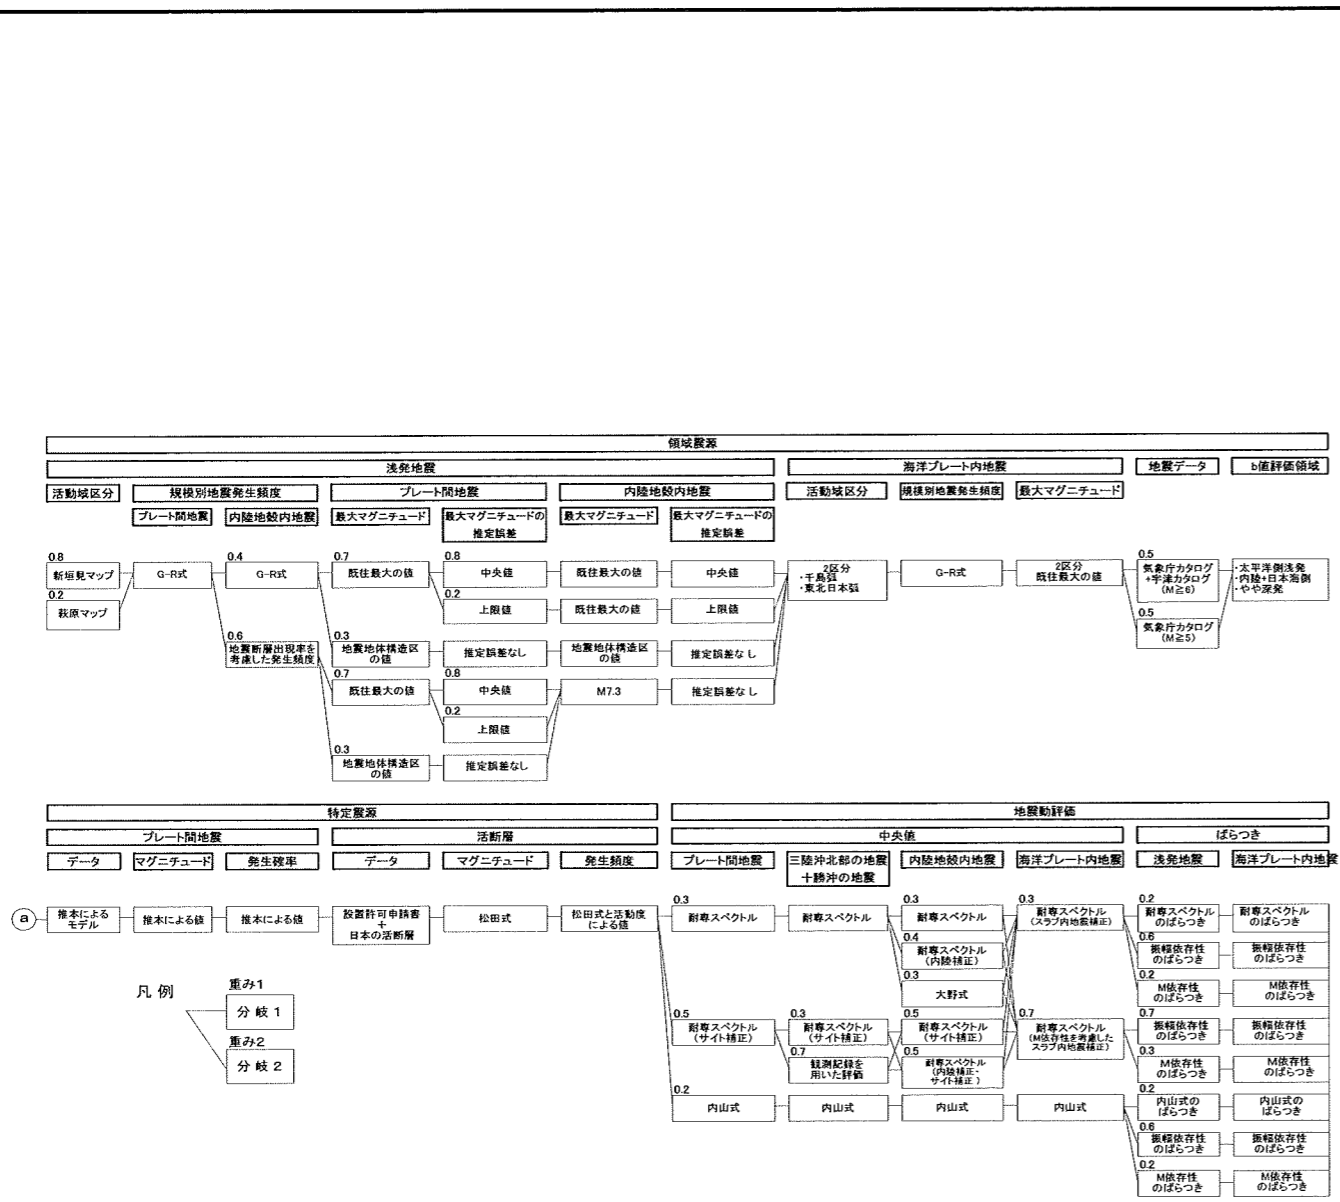 領域震源
浅発地震
海洋プレート内地震
地震データ
b値評価領域
活動域区分
規模別地震発生頻度
プレート間地震
内陸地殻内地震
活動域区分
規模別地震発生頻度
最大マグニチュード
プレート間地震
内陸地殻内地震
最大マグニチュード
最大マグニチュードの
推定誤差
最大マグニチュード
最大マグニチュードの
推定誤差
0.8
新垣見マップ
0.2
萩原マップ
G-R式
0.4
G-R式
0.6
地震断層出現率を
考慮した発生頻度
0.7
既往最大の値
0.3
地震地体構造区
の値
0.7
既往最大の値
0.3
地震地体構造区
の値
0.8
中央値
0.2
上限値
推定誤差なし
0.8
中央値
0.2
上限値
推定誤差なし
既往最大の値
既往最大の値
地震地体構造区
の値
M7.3
中央値
上限値
推定誤差なし
推定誤差なし
2区分
・千島弧
・東北日本弧
G-R式
2区分
既往最大の値
0.5
気象庁カタログ
+宇津カタログ
(M≧6)
0.5
気象庁カタログ
(M≧5)
・太平洋側浅発
・内陸+日本海側
・やや深発
特定震源
地震動評価
プレート間地震
活断層
中央値
ばらつき
データ
マグニチュード
発生確率
データ
マグニチュード
発生頻度
プレート間地震
三陸沖北部の地震
+十勝沖の地震
内陸地殻内地震
海洋プレート内地震
浅発地震
海洋プレート内地震
a
推本による
モデル
推本による値
推本による値
設置許可申請書
+
日本の活断層
松田式
松田式と活動度
による値
0.3
耐専スペクトル
0.5
耐専スペクトル
(サイト補正)
0.2
内山式
耐専スペクトル
0.3
耐専スペクトル
(サイト補正)
0.7
観測記録を
用いた評価
内山式
0.3
耐専スペクトル
0.4
耐専スペクトル
(内陸補正)
0.3
大野式
0.5
耐専スペクトル
(サイト補正)
0.5
耐専スペクトル
(内陸補正・
サイト補正)
内山式
0.3
耐専スペクトル
(スラブ内地震補正)
0.7
耐専スペクトル
(M依存性を考慮した
スラブ内地震補正)
内山式
0.2
耐専スペクトル
のばらつき
0.6
振幅依存性
のばらつき
0.2
M依存性
のばらつき
0.7
振幅依存性
のばらつき
0.3
M依存性
のばらつき
0.2
内山式の
ばらつき
0.6
振幅依存性
のばらつき
0.2
M依存性
のばらつき
耐専スペクトル
のばらつき
振幅依存性
のばらつき
M依存性
のばらつき
振幅依存性
のばらつき
M依存性
のばらつき
内山式の
ばらつき
振幅依存性
のばらつき
M依存性
のばらつき
凡例
重み1
分岐1
重み2
分岐2